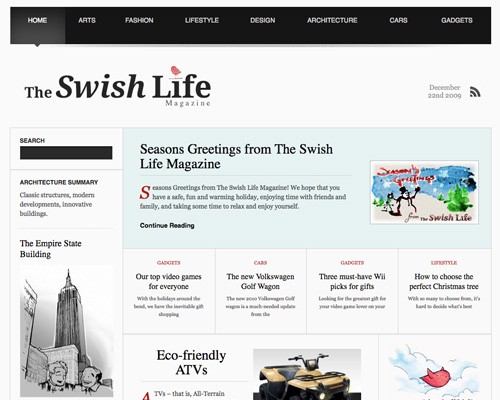 HOME ARTS FASHION LIFESTYLE DESIGN ARCHITECTURE CARS GADGETS
The Swish Life
Magazine
December
22nd 2009
SEARCH
ARCHITECTURE SUMMARY
Classic structures, modern
developments, innovative
buildings.
The Empire State
Building
Seasons Greetings from The Swish
Life Magazine
Seasons Greetings from The Swish Life Magazine! We hope that you
have a safe, fun and warming holiday, enjoying time with friends and
family, and taking some time to relax and enjoy yourself.
Continue Reading
Season's
Greetings
from The Swish Life
GADGETS
Our top video games
for everyone
With the holidays around the
bend, we have the inevitable gift
shopping
CARS
The new Volkswagen
Golf Wagon
The new 2010 Volkswagen Golf
wagon is a much-needed update
from the
GADGETS
Three must-have Wii
picks for gifts
Looking for the greatest gift for
your video game lover on your
LIFESTYLE
How to choose the
perfect Christmas tree
With so many to choose from, it's
hard to decide what's best
Eco-friendly
ATVs
ATVs – that is, All-Terrain